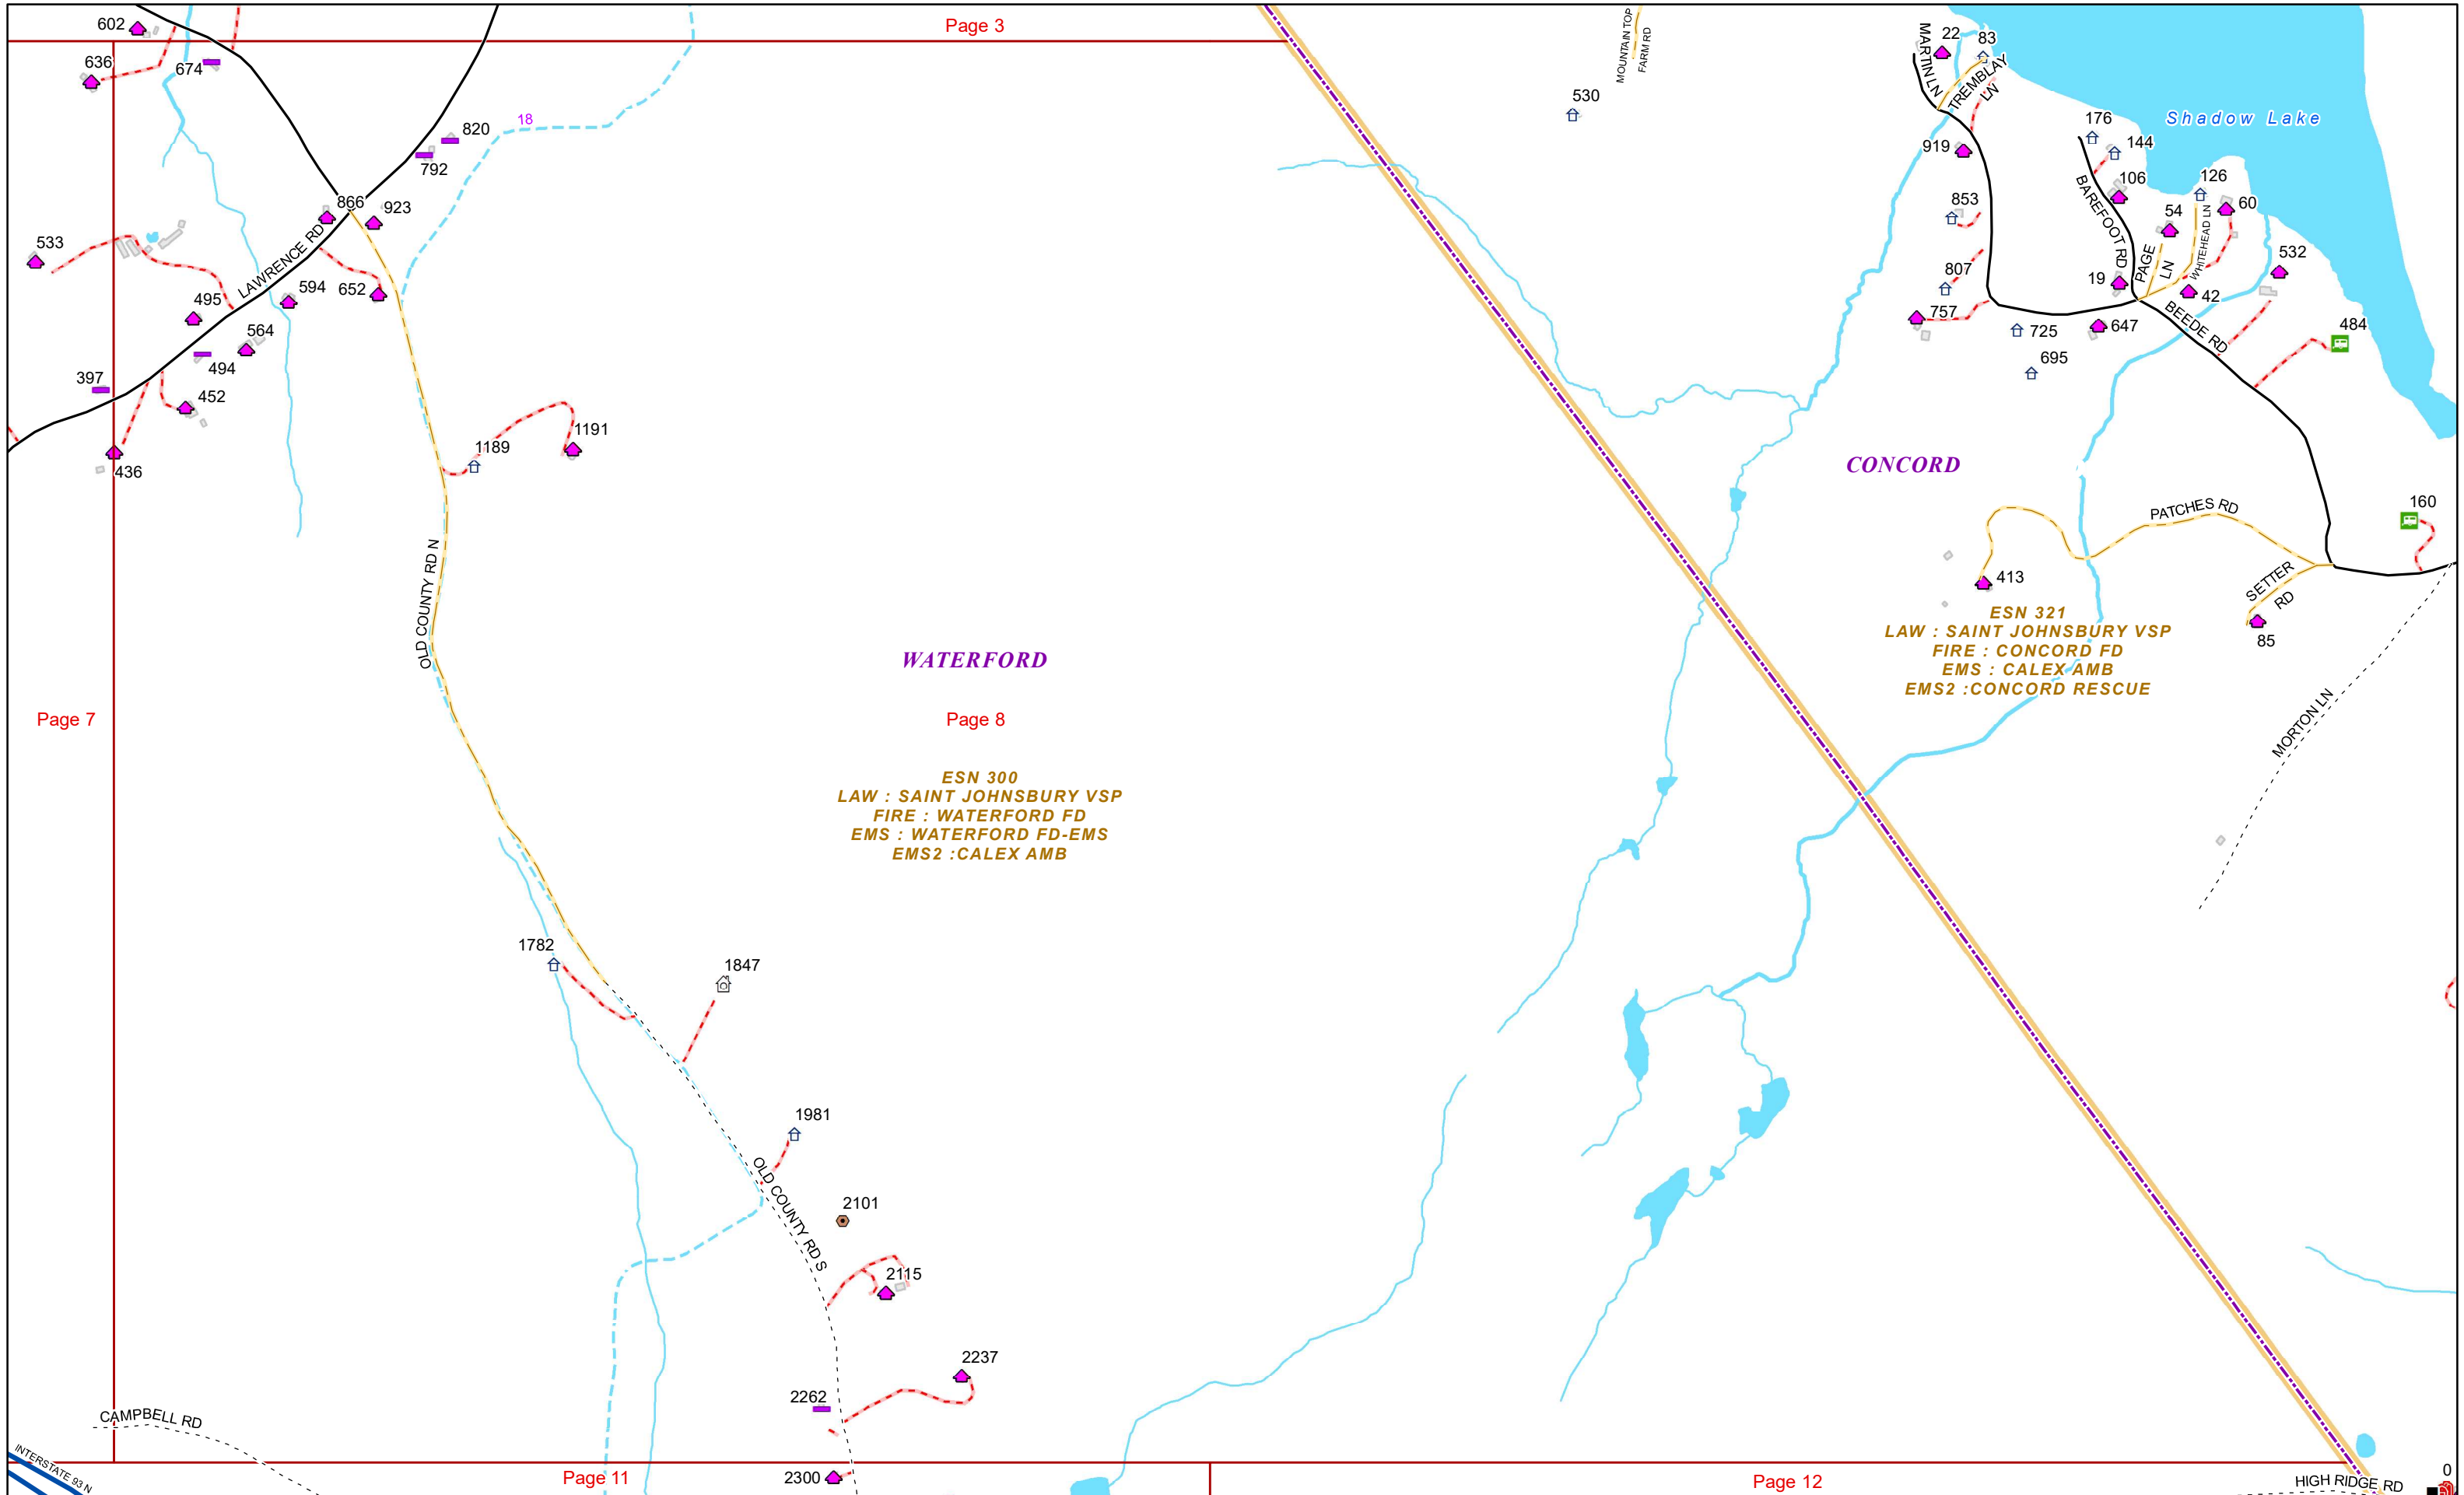 Page 3
602
636
674
820
792
18
866
923
533
LAWRENCE RD
594
652
495
564
494
397
452
436
1189
1191
OLD COUNTY RD N
WATERFORD
Page 7
Page 8
ESN 300
LAW : SAINT JOHNSBURY VSP
FIRE : WATERFORD FD
EMS : WATERFORD FD-EMS
EMS2 :CALEX AMB
1782
1847
1981
2101
OLD COUNTY RD S
2115
2237
2262
2300
CAMPBELL RD
INTERSTATE 93 N
Page 11
Page 12
MOUNTAIN TOP
FARM RD
530
MARTIN LN
22
83
TREMBLAY
LN
919
853
807
757
725
695
647
Shadow Lake
176
144
106
126
60
54
532
BAREFOOT RD
PAGE
LN
WHITEHEAD LN
19
42
BEEDE RD
484
CONCORD
PATCHES RD
160
413
SETTER
RD
85
ESN 321
LAW : SAINT JOHNSBURY VSP
FIRE : CONCORD FD
EMS : CALEX AMB
EMS2 :CONCORD RESCUE
MORTON LN
HIGH RIDGE RD
0